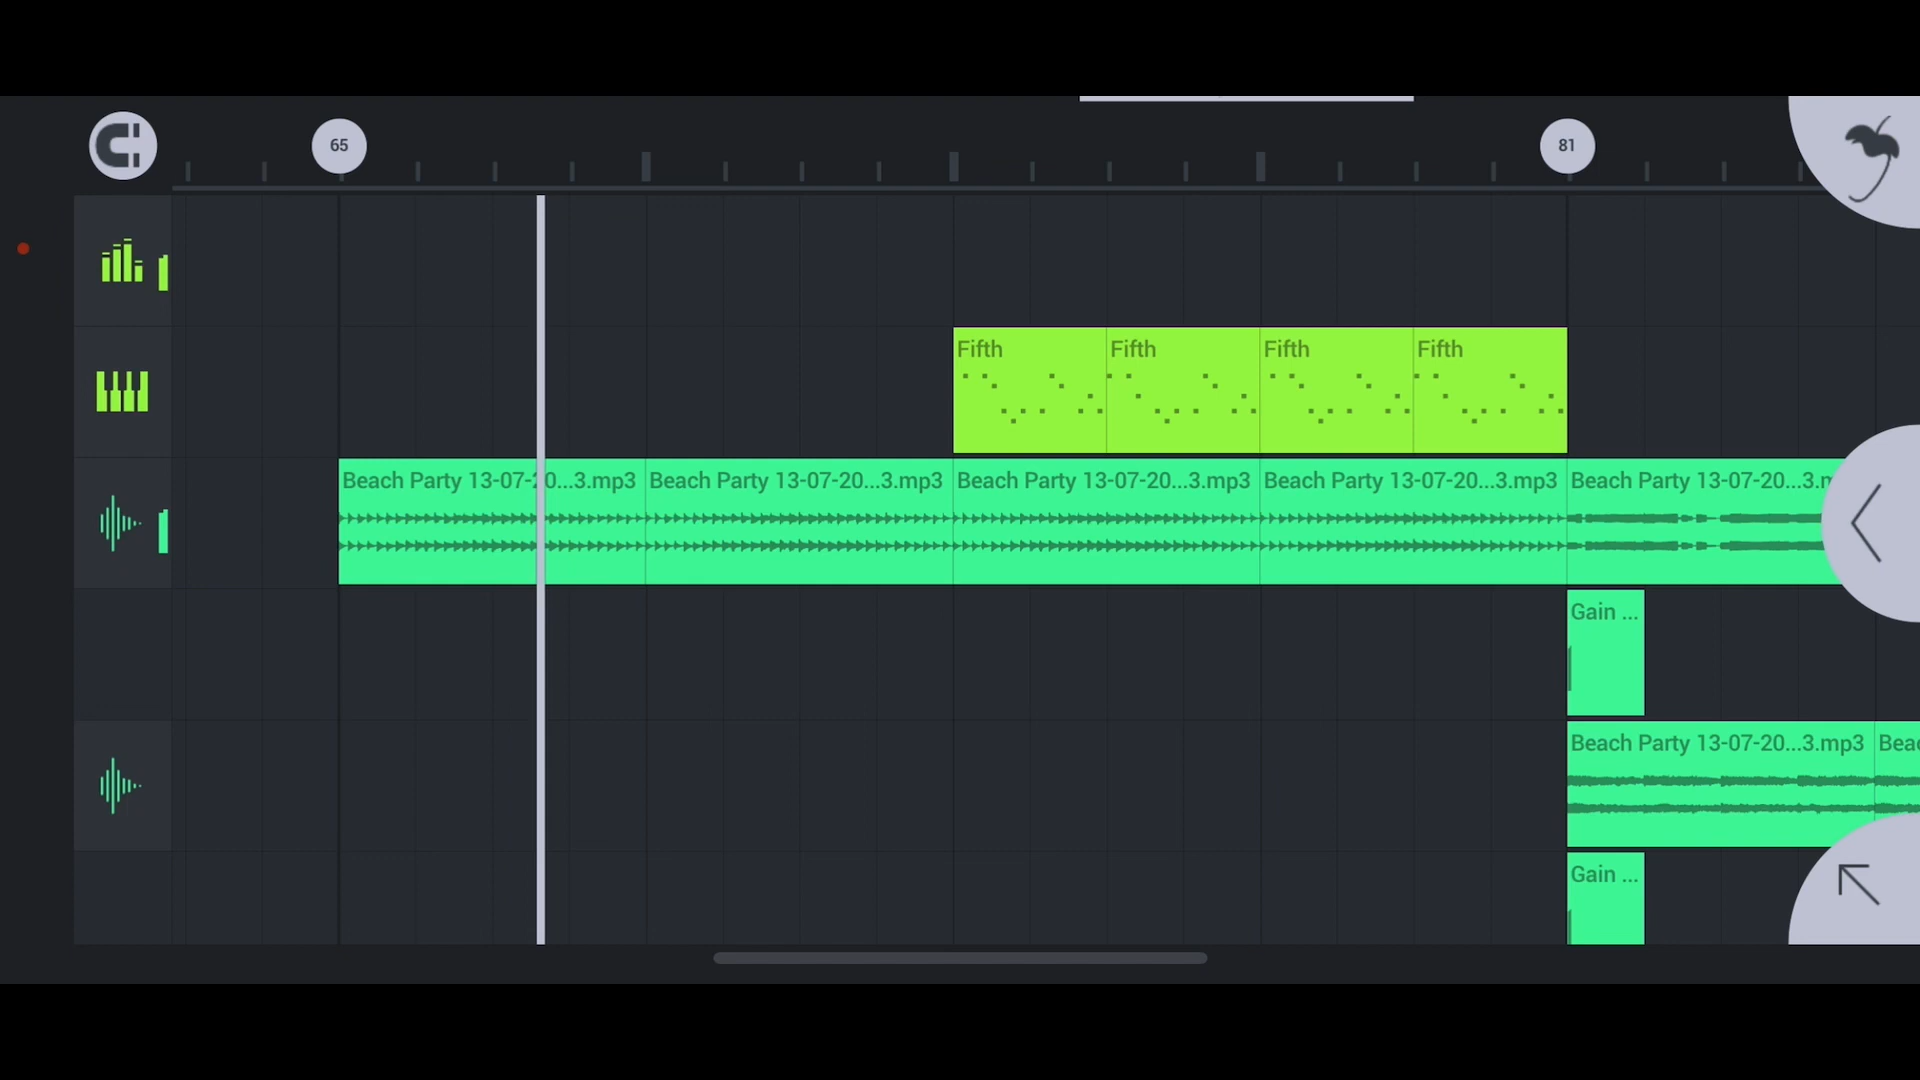 65
81
Fifth Fifth Fifth Fifth
Beach Party 13-07-20...3.mp3 Beach Party 13-07-20...3.mp3 Beach Party 13-07-20...3.mp3 Beach Party 13-07-20...3.mp3 Beach Party 13-07-20...3.m
Gain ...
Beach Party 13-07-20...3.mp3 Beac
Gain ...